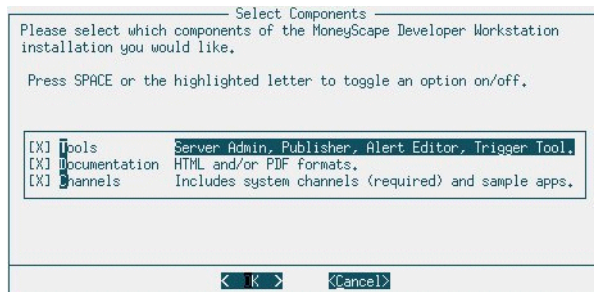 Select Components
Please select which components of the MoneyScape Developer Workstation
installation you would like.
Press SPACE or the highlighted letter to toggle an option on/off.
[X] Tools Server Admin, Publisher, Alert Editor, Trigger Tool.
[X] Documentation HTML and/or PDF formats.
[X] Channels Includes system channels (required) and sample apps.
< OK > <Cancel>